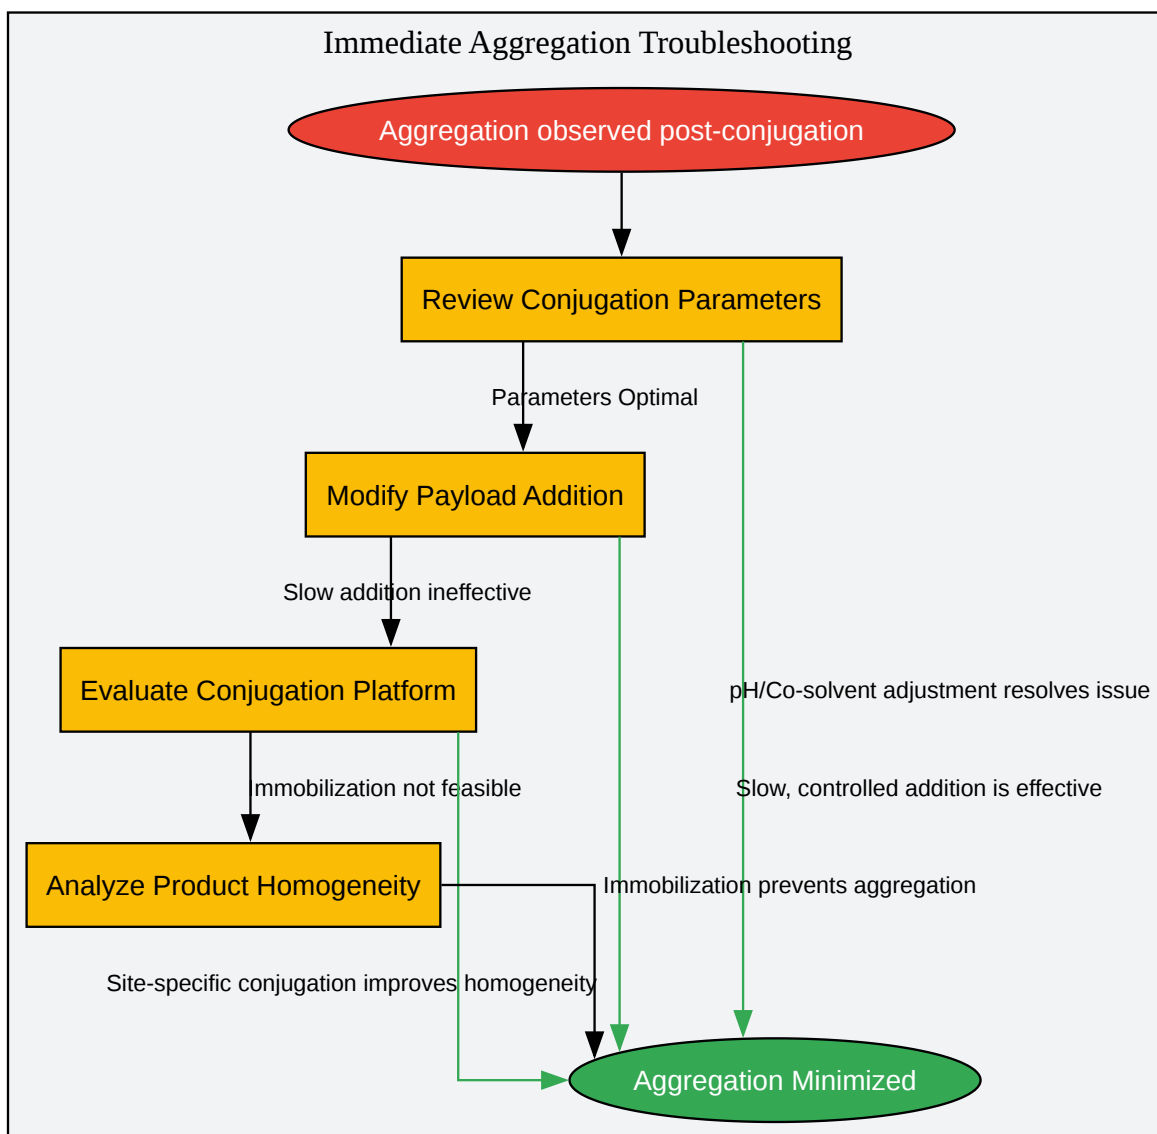 Immediate Aggregation Troubleshooting
Aggregation observed post-conjugation
Review Conjugation Parameters
Parameters Optimal
Modify Payload Addition
Slow addition ineffective
Evaluate Conjugation Platform
pH/Co-solvent adjustment resolves issue
Immobilization not feasible
Slow, controlled addition is effective
Analyze Product Homogeneity
Immobilization prevents aggregation
Site-specific conjugation improves homogeneity
Aggregation Minimized